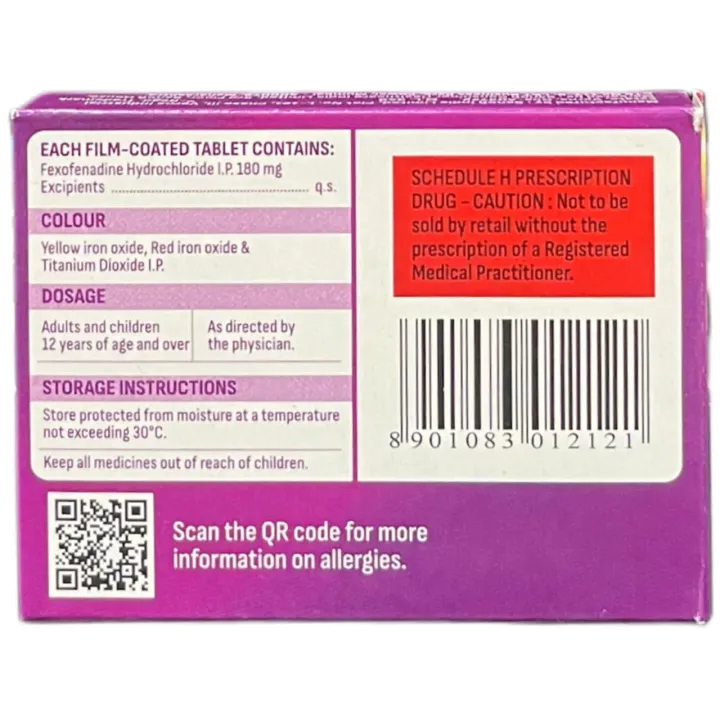 EACH FILM-COATED TABLET CONTAINS:
Fexofenadine Hydrochloride I.P. 180 mg
Excipients ........................................................ q.s.
COLOUR
Yellow iron oxide, Red iron oxide &
Titanium Dioxide I.P.
DOSAGE
Adults and children
12 years of age and over
As directed by
the physician.
STORAGE INSTRUCTIONS
Store protected from moisture at a temperature
not exceeding 30°C.
Keep all medicines out of reach of children.
SCHEDULE H PRESCRIPTION
DRUG – CAUTION : Not to be
sold by retail without the
prescription of a Registered
Medical Practitioner.
8 901083 012121
Scan the QR code for more
information on allergies.